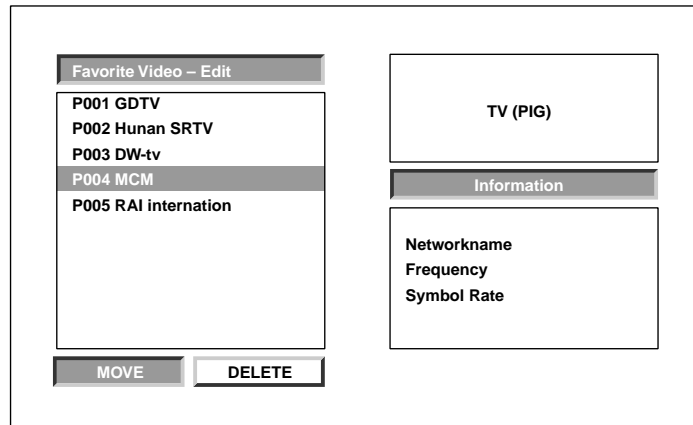 Favorite Video – Edit
P001 GDTV
P002 Hunan SRTV
P003 DW-tv
P004 MCM
P005 RAI internation
MOVE
DELETE
TV (PIG)
Information
Networkname
Frequency
Symbol Rate